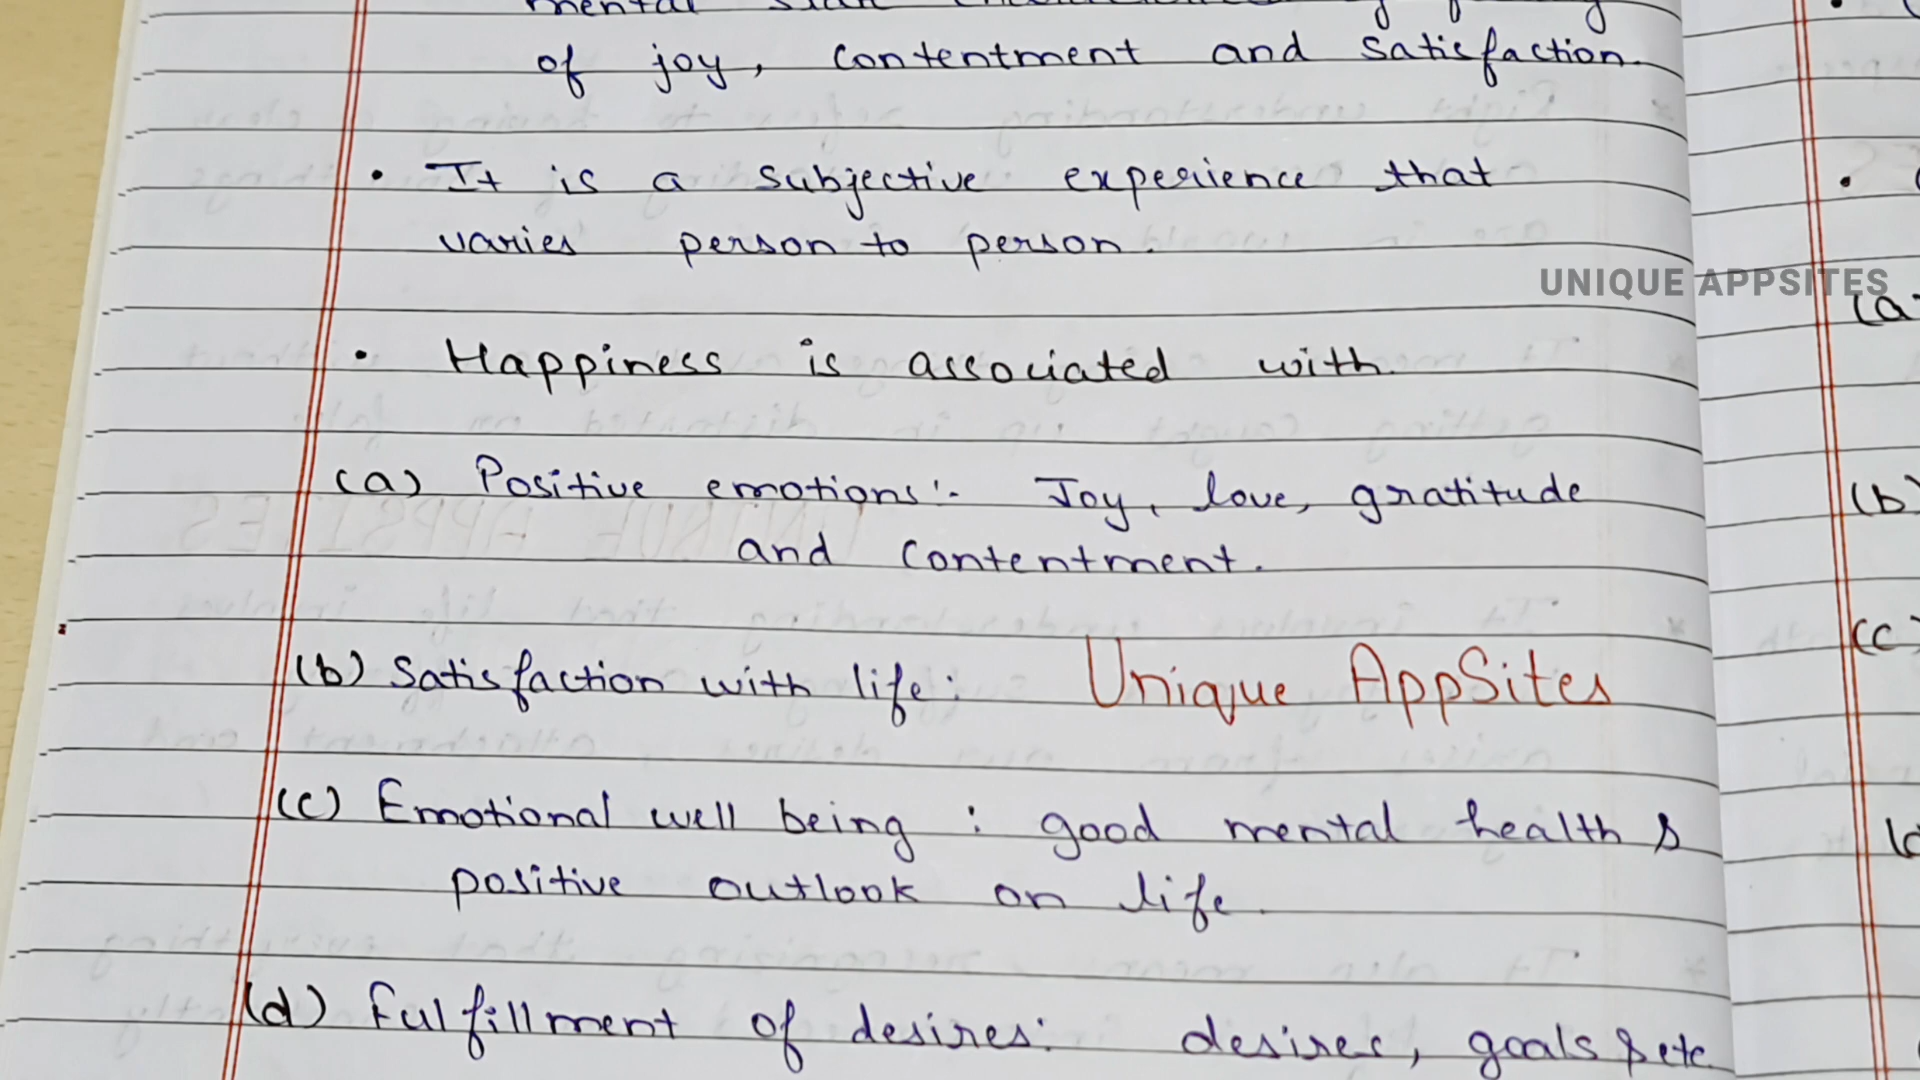 mental
of joy, contentment and satisfaction.
• It is a subjective experience that
varies person to person.
UNIQUE APPSITES
• Happiness is associated with.
(a) Positive emotions:- Joy, love, gratitude
and contentment.
(b) Satisfaction with life: Unique AppSites
(c) Emotional well being : good mental health &
positive outlook on life.
(d) Fulfillment of desires: desires, goals & etc.
(a
(b)
(c)